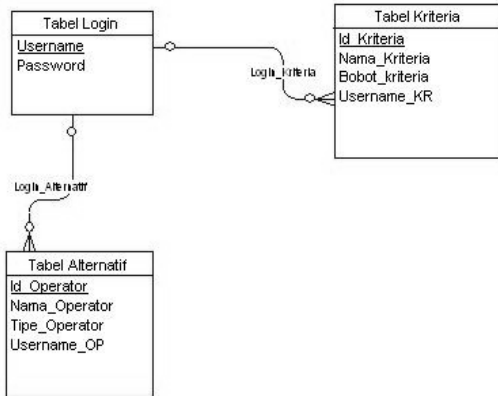 Tabel Login
Username
Password
Tabel Kriteria
Id_Kriteria
Nama_Kriteria
Bobot_kriteria
Username_KR
Login_Kriteria
Login_Alternatif
Tabel Alternatif
Id_Operator
Nama_Operator
Tipe_Operator
Username_OP